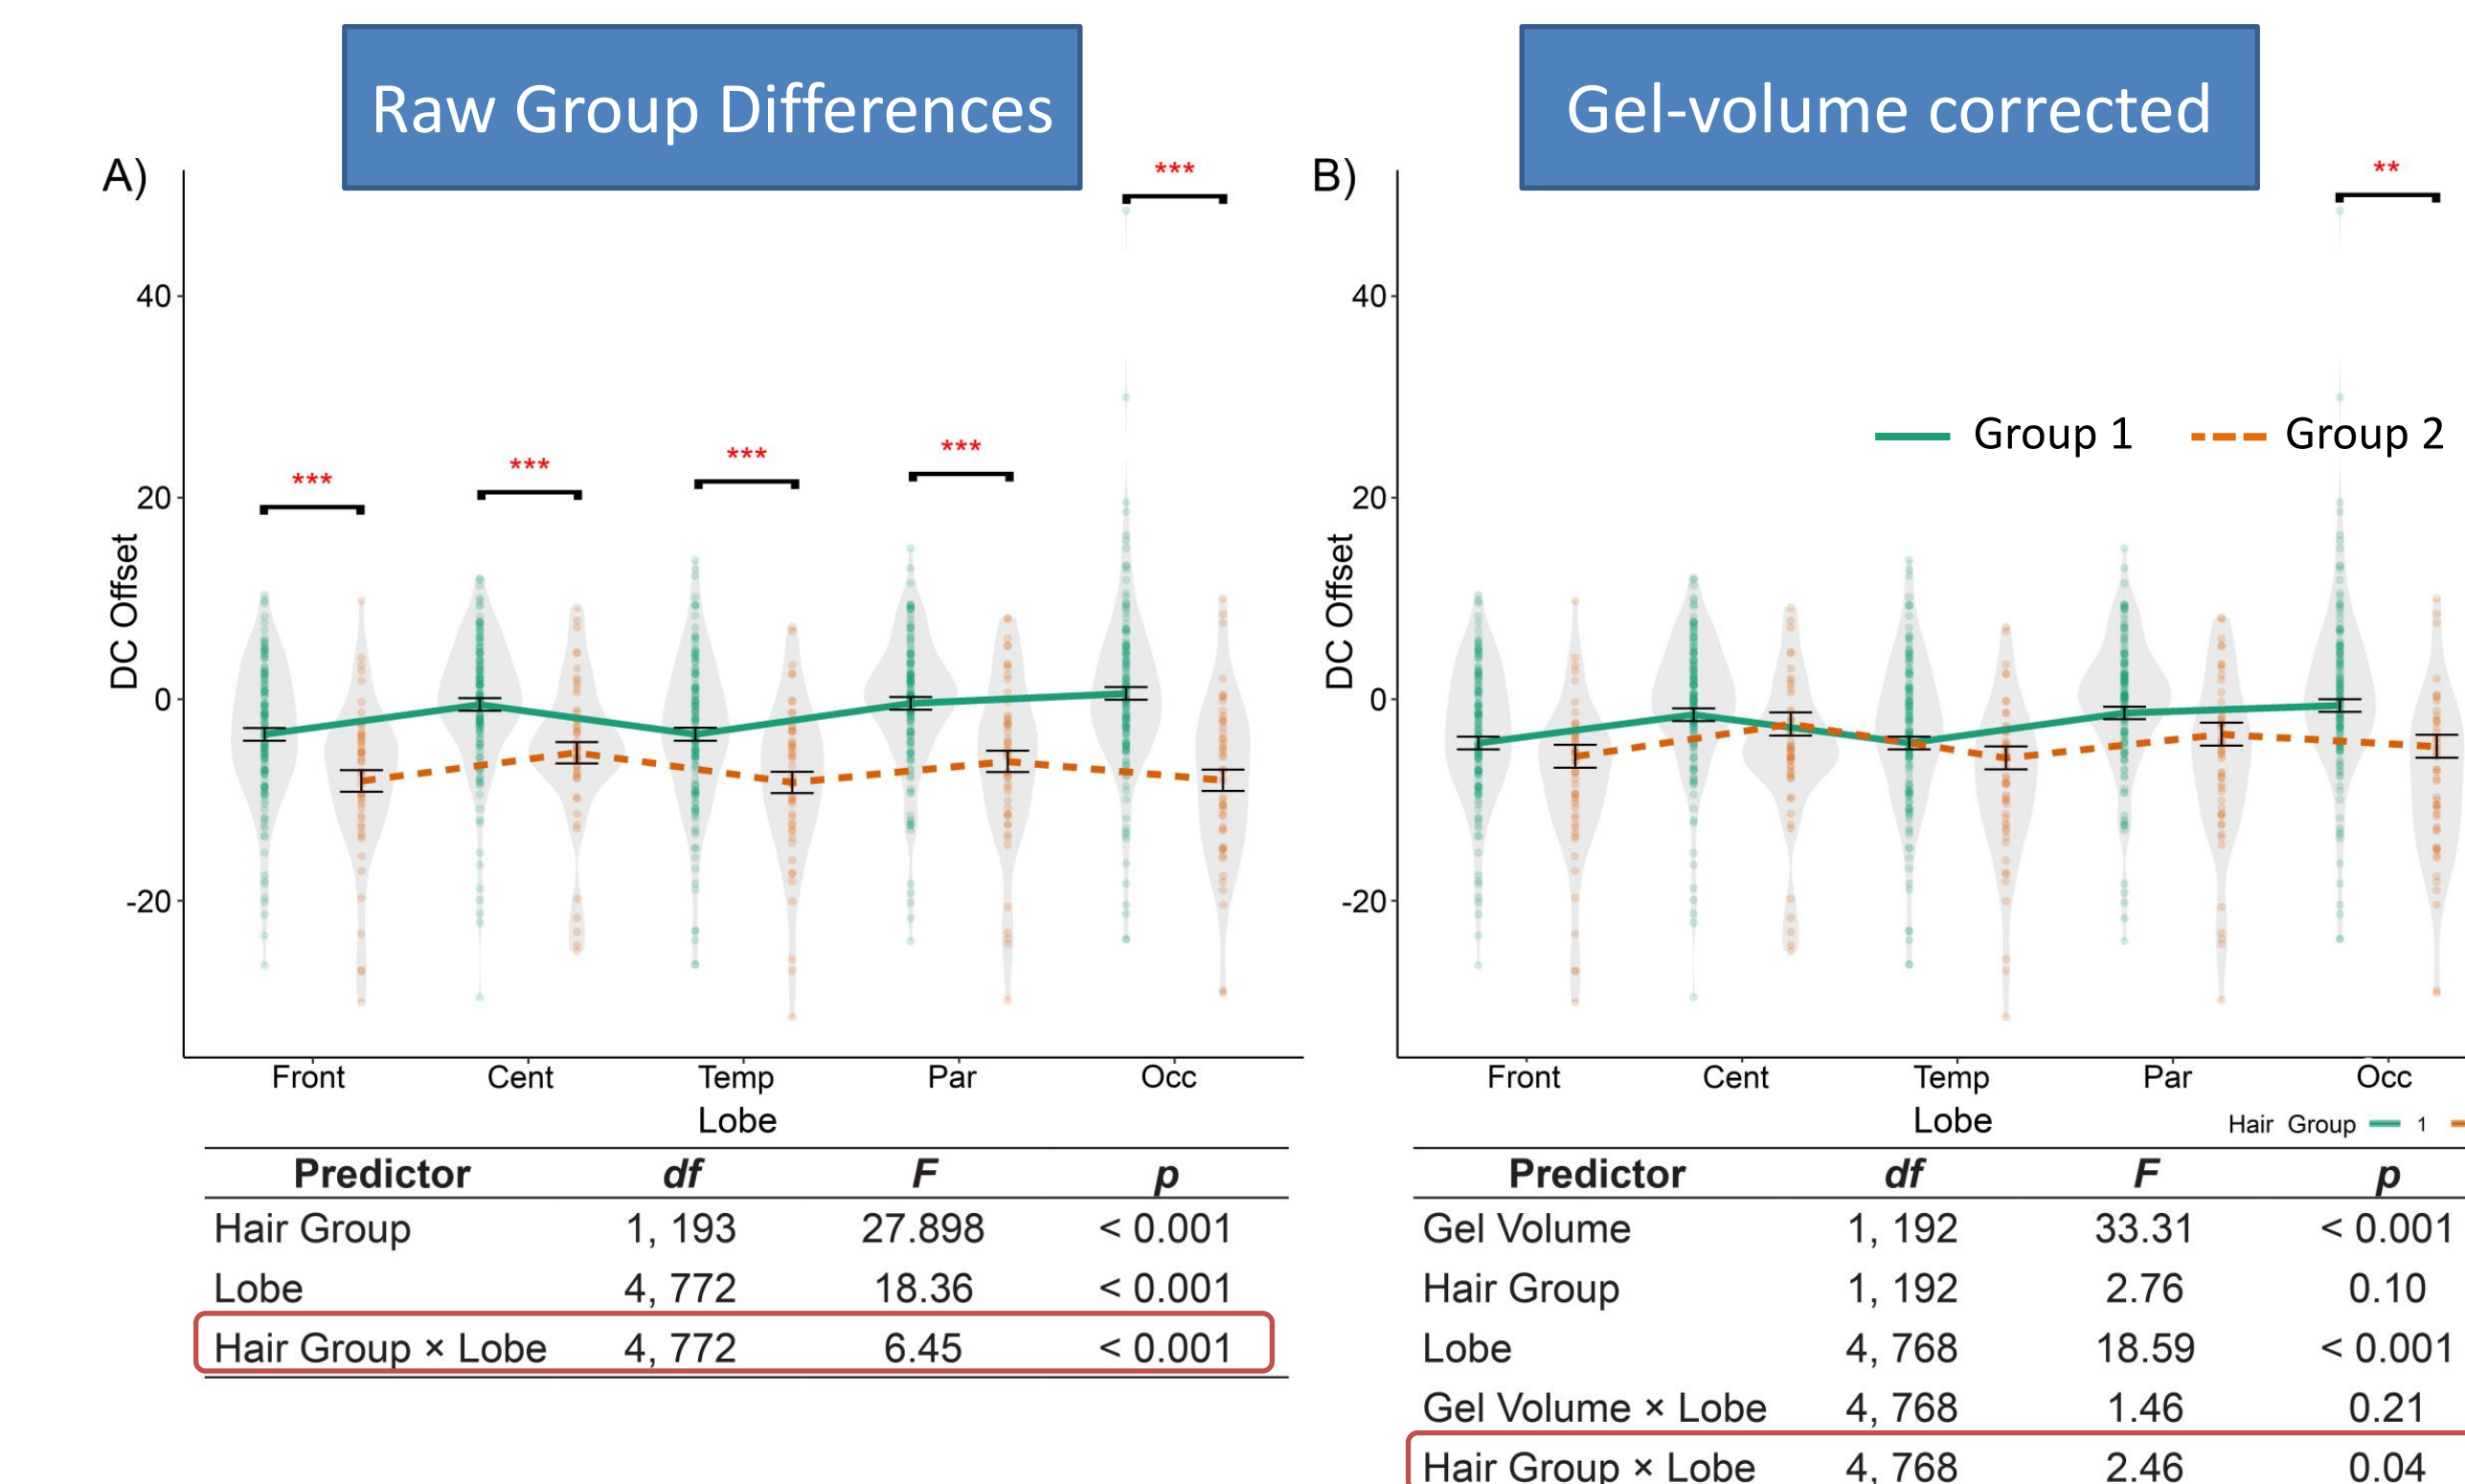 Raw Group Differences
Gel-volume corrected
A)
***
***
***
***
***
40
20
0
-20
DC Offset
Front Cent Temp Par Occ
Lobe
B)
**
Group 1 Group 2
40
20
0
-20
DC Offset
Front Cent Temp Par Occ
Lobe
Hair Group 1
Predictor df F p
Hair Group 1, 193 27.898 < 0.001
Lobe 4, 772 18.36 < 0.001
Hair Group × Lobe 4, 772 6.45 < 0.001
Predictor df F p
Gel Volume 1, 192 33.31 < 0.001
Hair Group 1, 192 2.76 0.10
Lobe 4, 768 18.59 < 0.001
Gel Volume × Lobe 4, 768 1.46 0.21
Hair Group × Lobe 4, 768 2.46 0.04